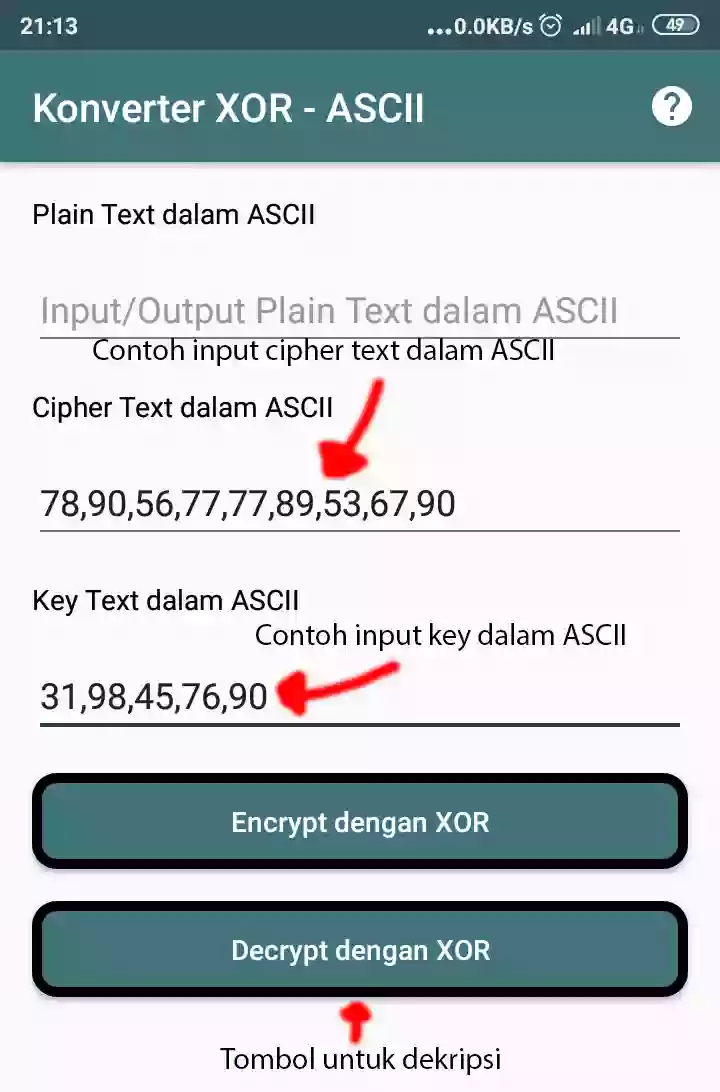 21:13
...0.0KB/s 4G 49
Konverter XOR - ASCII ?
Plain Text dalam ASCII
Input/Output Plain Text dalam ASCII
Contoh input cipher text dalam ASCII
Cipher Text dalam ASCII
78,90,56,77,77,89,53,67,90
Key Text dalam ASCII
Contoh input key dalam ASCII
31,98,45,76,90
Encrypt dengan XOR
Decrypt dengan XOR
Tombol untuk dekripsi